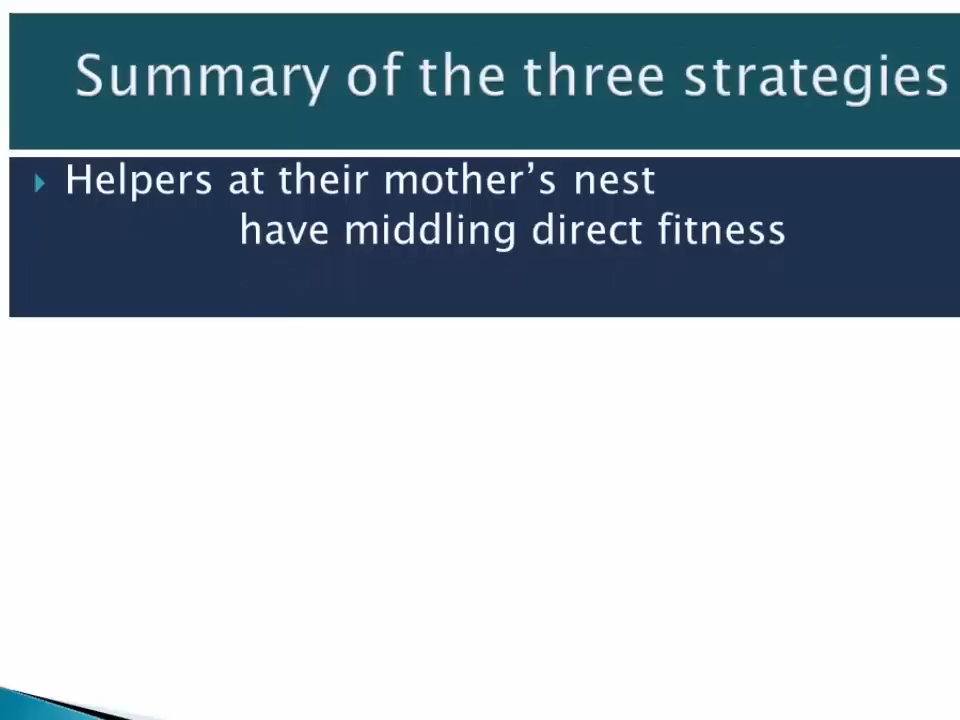 Summary of the three strategies
Helpers at their mother’s nest
have middling direct fitness